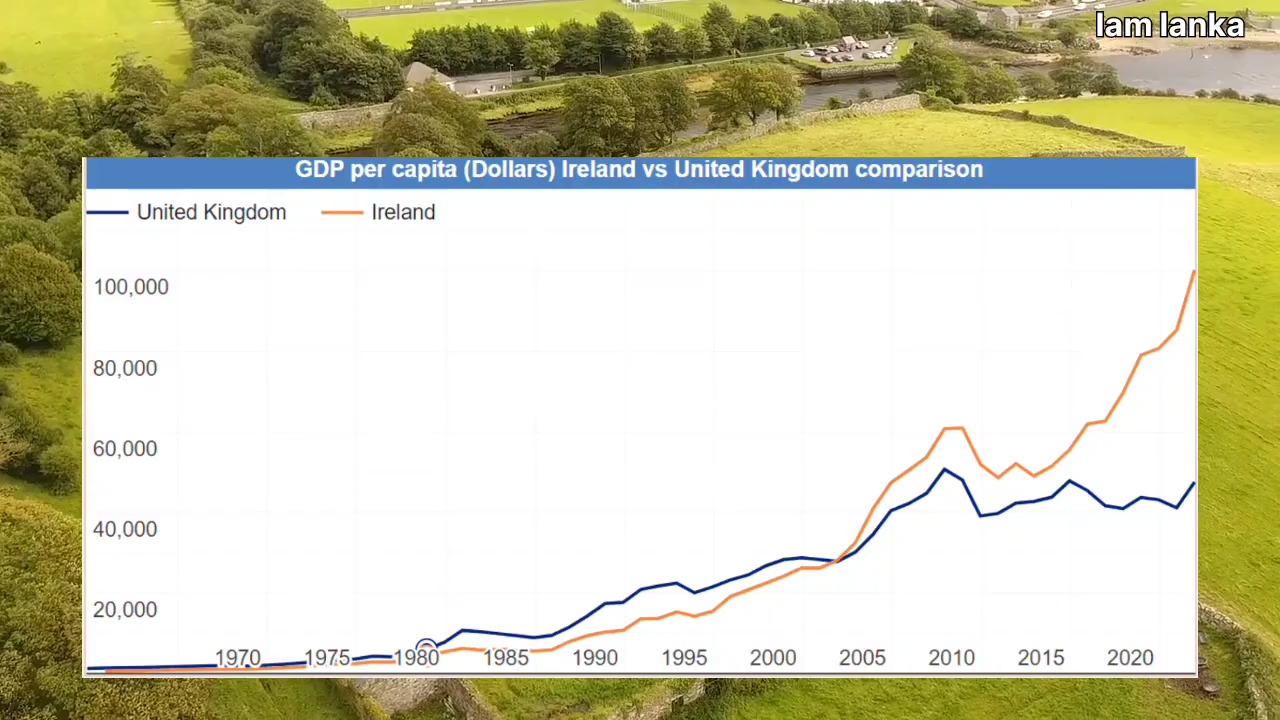 Iam lanka
GDP per capita (Dollars) Ireland vs United Kingdom comparison
United Kingdom Ireland
100,000
80,000
60,000
40,000
20,000
1970 1975 1980 1985 1990 1995 2000 2005 2010 2015 2020